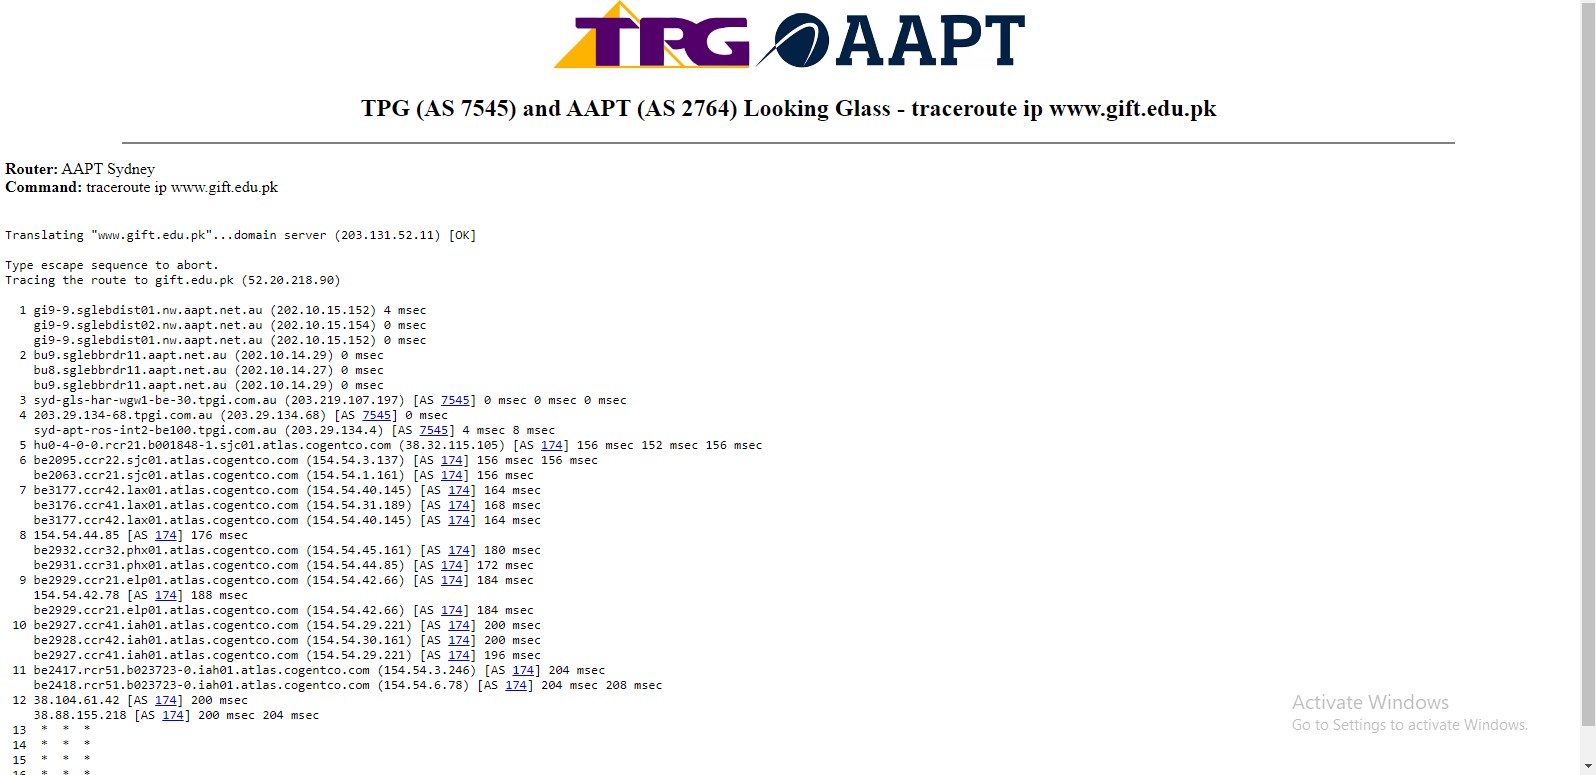 TPG AAPT
TPG (AS 7545) and AAPT (AS 2764) Looking Glass - traceroute ip www.gift.edu.pk
Router: AAPT Sydney
Command: traceroute ip www.gift.edu.pk
Translating "www.gift.edu.pk"...domain server (203.131.52.11) [OK]
Type escape sequence to abort.
Tracing the route to gift.edu.pk (52.20.218.90)
1 gi9-9.sglebdist01.nw.aapt.net.au (202.10.15.152) 4 msec
gi9-9.sglebdist02.nw.aapt.net.au (202.10.15.154) 0 msec
gi9-9.sglebdist01.nw.aapt.net.au (202.10.15.152) 0 msec
2 bu9.sglebbrdr11.aapt.net.au (202.10.14.29) 0 msec
bu8.sglebbrdr11.aapt.net.au (202.10.14.27) 0 msec
bu9.sglebbrdr11.aapt.net.au (202.10.14.29) 0 msec
3 syd-gls-har-wgw1-be-30.tpgi.com.au (203.219.107.197) [AS 7545] 0 msec 0 msec 0 msec
4 203.29.134-68.tpgi.com.au (203.29.134.68) [AS 7545] 0 msec
syd-apt-ros-int2-be100.tpgi.com.au (203.29.134.4) [AS 7545] 4 msec 8 msec
5 hu0-4-0-0.rcr21.b001848-1.sjc01.atlas.cogentco.com (38.32.115.105) [AS 174] 156 msec 152 msec 156 msec
6 be2095.ccr22.sjc01.atlas.cogentco.com (154.54.3.137) [AS 174] 156 msec 156 msec
be2063.ccr21.sjc01.atlas.cogentco.com (154.54.1.161) [AS 174] 156 msec
7 be3177.ccr42.lax01.atlas.cogentco.com (154.54.40.145) [AS 174] 164 msec
be3176.ccr41.lax01.atlas.cogentco.com (154.54.31.189) [AS 174] 168 msec
be3177.ccr42.lax01.atlas.cogentco.com (154.54.40.145) [AS 174] 164 msec
8 154.54.44.85 [AS 174] 176 msec
be2932.ccr32.phx01.atlas.cogentco.com (154.54.45.161) [AS 174] 180 msec
be2931.ccr31.phx01.atlas.cogentco.com (154.54.44.85) [AS 174] 172 msec
9 be2929.ccr21.elp01.atlas.cogentco.com (154.54.42.66) [AS 174] 184 msec
154.54.42.78 [AS 174] 188 msec
be2929.ccr21.elp01.atlas.cogentco.com (154.54.42.66) [AS 174] 184 msec
10 be2927.ccr41.iah01.atlas.cogentco.com (154.54.29.221) [AS 174] 200 msec
be2928.ccr42.iah01.atlas.cogentco.com (154.54.30.161) [AS 174] 200 msec
be2927.ccr41.iah01.atlas.cogentco.com (154.54.29.221) [AS 174] 196 msec
11 be2417.rcr51.b023723-0.iah01.atlas.cogentco.com (154.54.3.246) [AS 174] 204 msec
be2418.rcr51.b023723-0.iah01.atlas.cogentco.com (154.54.6.78) [AS 174] 204 msec 208 msec
12 38.104.61.42 [AS 174] 200 msec
38.88.155.218 [AS 174] 200 msec 204 msec
13 * * *
14 * * *
15 * * *
16 * * *
Activate Windows
Go to Settings to activate Windows.